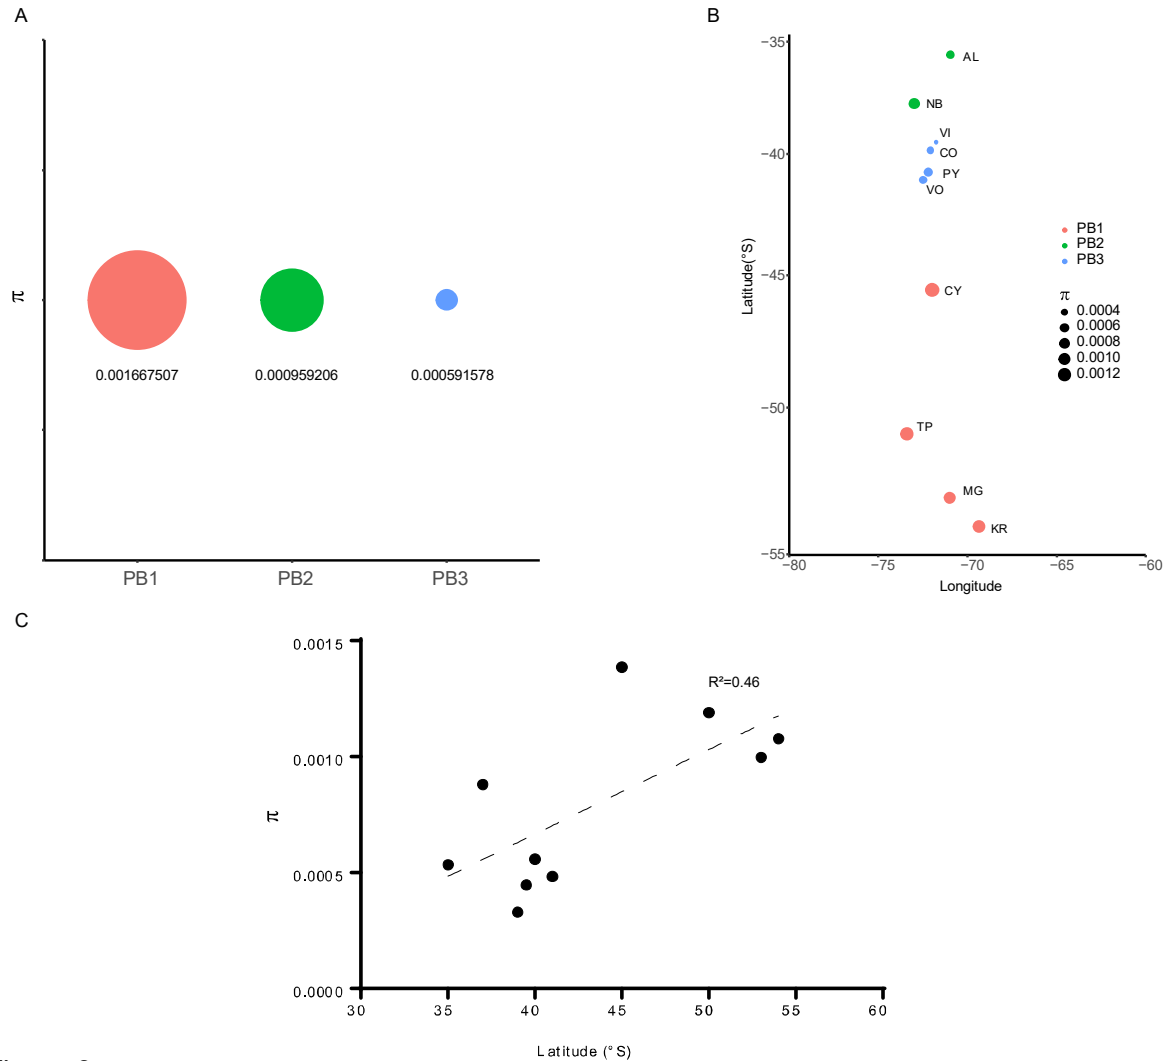 A
π
0.001667507
0.000959206
0.000591578
PB1
PB2
PB3
B
Latitude(°S)
−35
−40
−45
−50
−55
AL
NB
VI
CO
PY
VO
CY
TP
MG
KR
PB1
PB2
PB3
π
0.0004
0.0006
0.0008
0.0010
0.0012
−80
−75
−70
−65
−60
Longitude
C
π
0.0015
0.0010
0.0005
0.0000
R²=0.46
30
35
40
45
50
55
60
Latitude (°S)